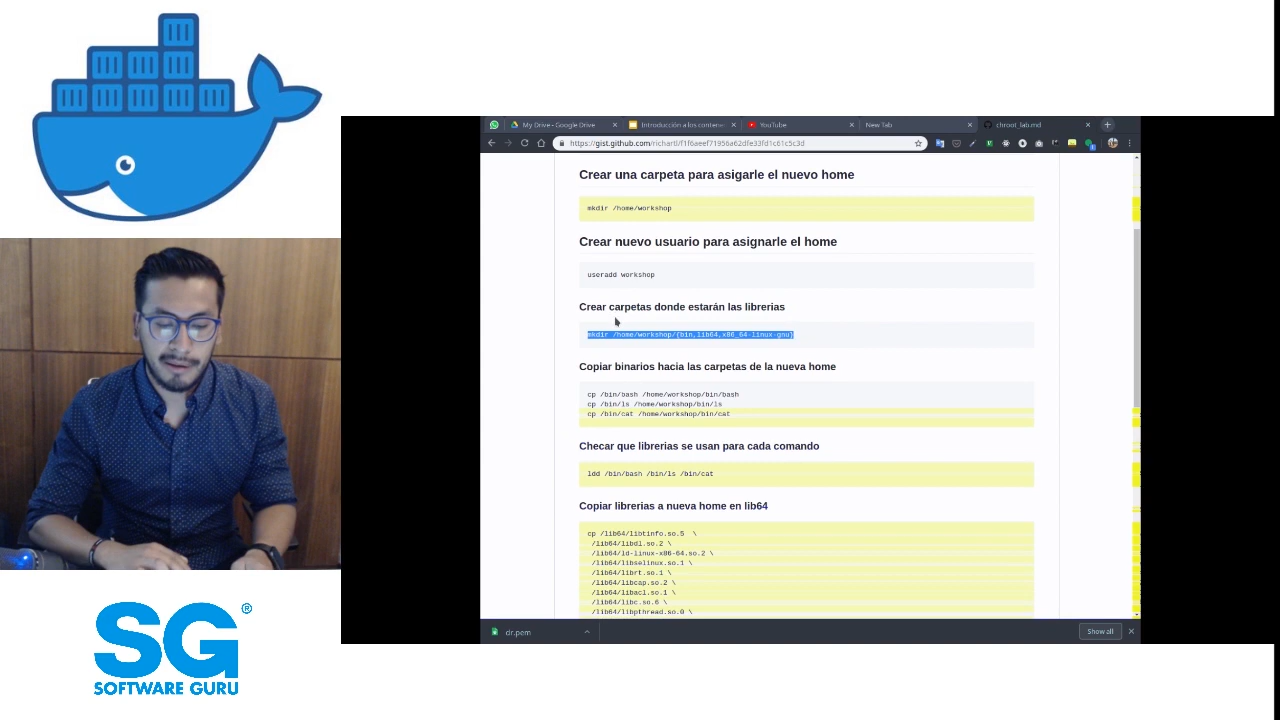 My Drive - Google Drive
Introducción a los contene
YouTube
New Tab
chroot_lab.md
https://gist.github.com/richartl/
Crear una carpeta para asigarle el nuevo home
mkdir /home/workshop
Crear nuevo usuario para asignarle el home
useradd workshop
Crear carpetas donde estarán las librerias
mkdir /home/workshop/{bin,lib64,x86_64-linux-gnu}
Copiar binarios hacia las carpetas de la nueva home
cp /bin/bash /home/workshop/bin/bash
cp /bin/ls /home/workshop/bin/ls
cp /bin/cat /home/workshop/bin/cat
Checar que librerias se usan para cada comando
ldd /bin/bash /bin/ls /bin/cat
Copiar librerias a nueva home en lib64
cp /lib64/libtinfo.so.5 \
/lib64/libdl.so.2 \
/lib64/ld-linux-x86-64.so.2 \
/lib64/libselinux.so.1 \
/lib64/librt.so.1 \
/lib64/libcap.so.2 \
/lib64/libacl.so.1 \
/lib64/libc.so.6 \
/lib64/libpthread.so.0 \
dr.pem
Show all
SG®
SOFTWARE GURU